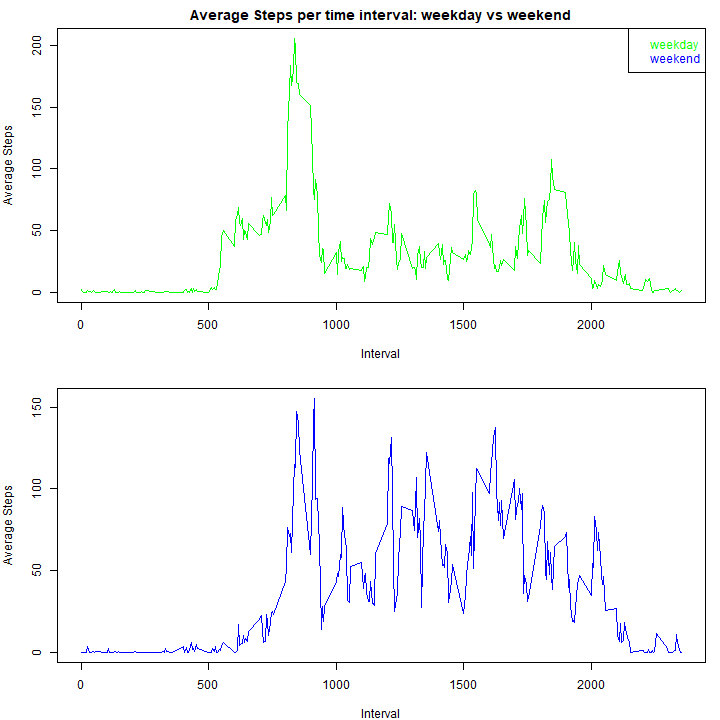 Average Steps per time interval: weekday vs weekend
weekday
weekend
Average Steps
200
150
100
50
0
0 500 1000 1500 2000
Interval
Average Steps
150
100
50
0
0 500 1000 1500 2000
Interval